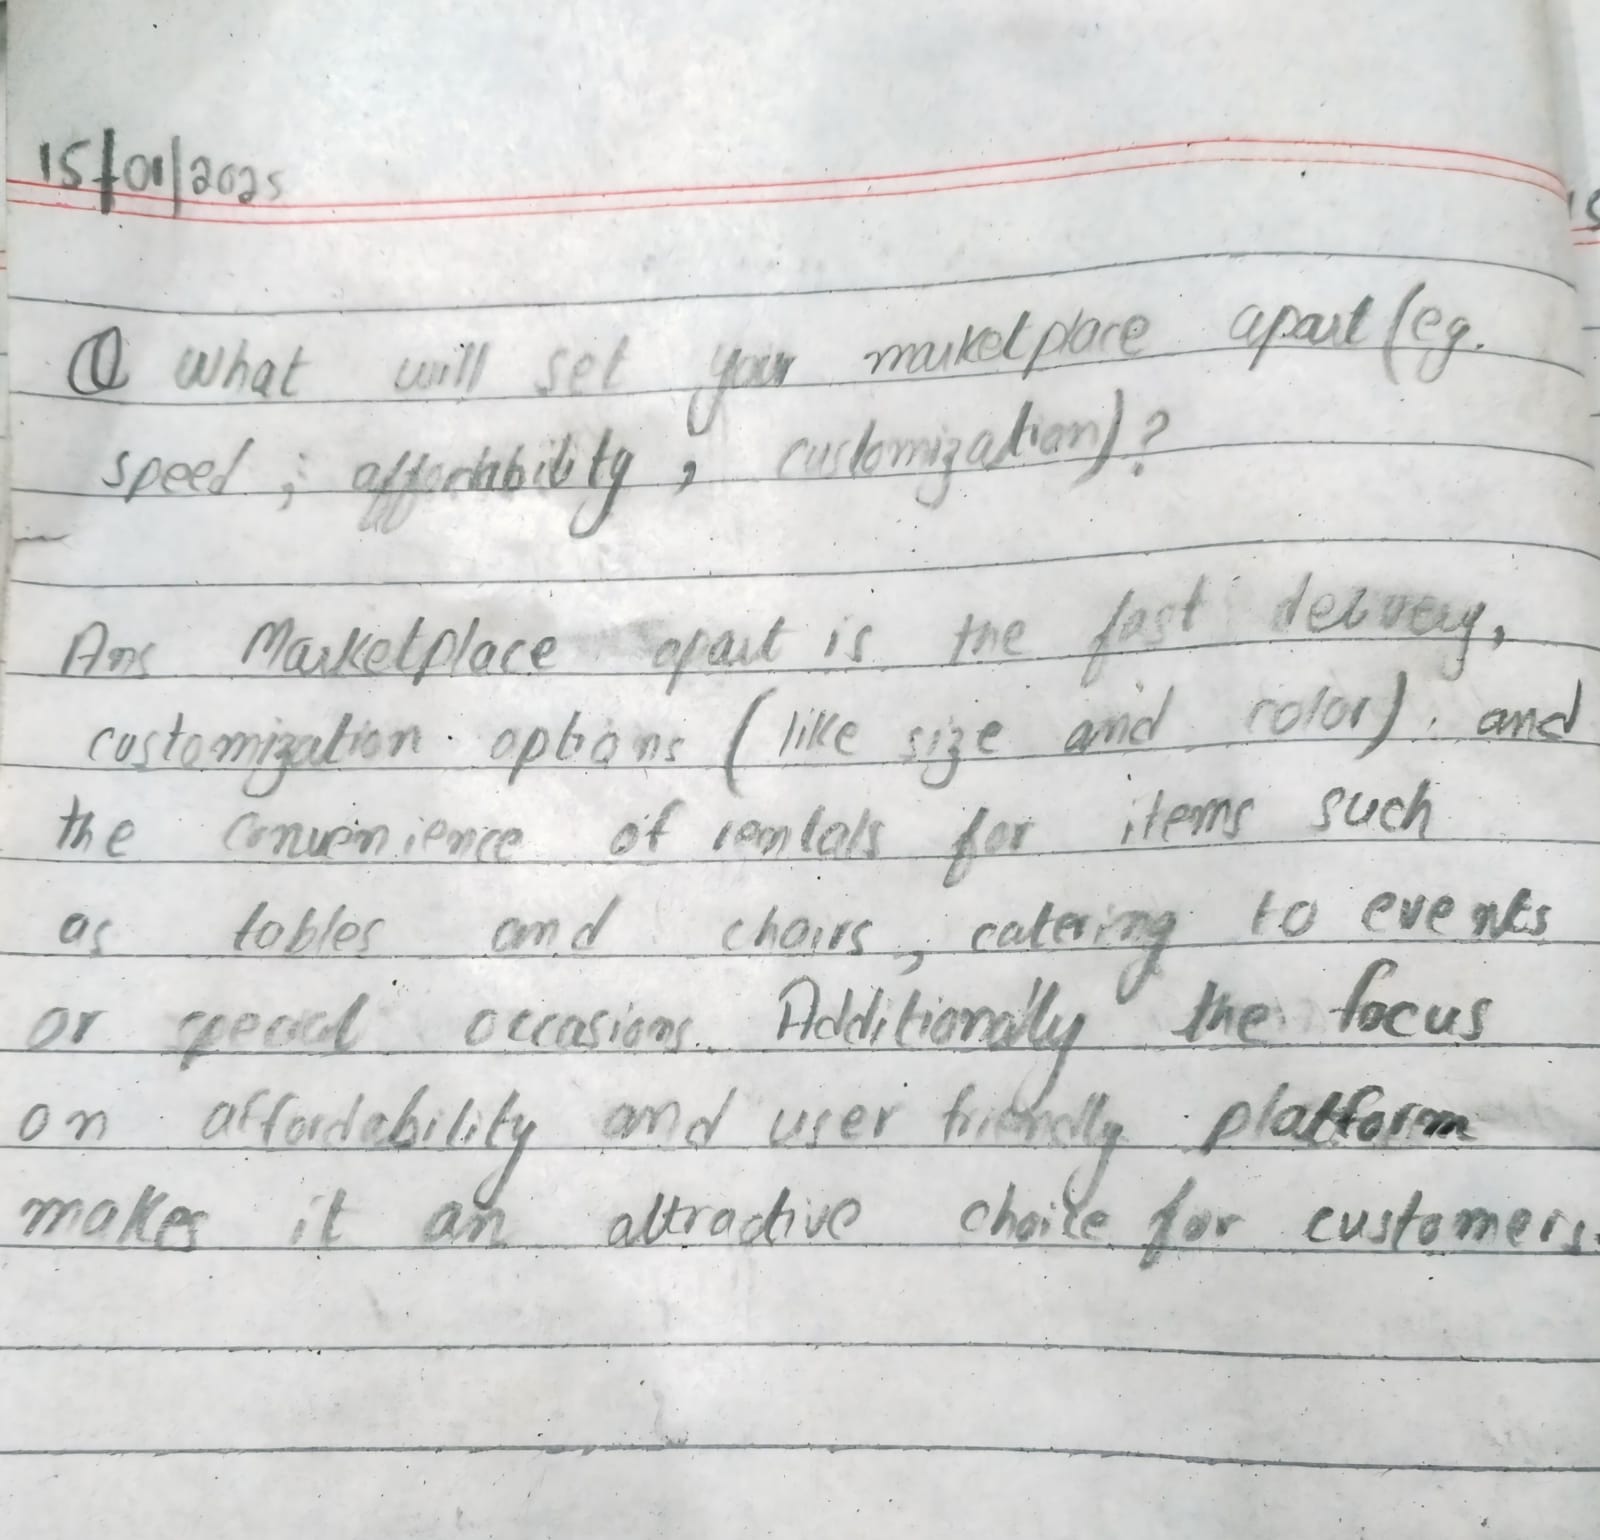 15/01/2025
Q What will set your marketplace apart (eg.
speed, affordability, customization)?
Ans Marketplace apart is the fast delivery,
customization options (like size and color). and
the convenience of rentals for items such
as tables and chairs, catering to events
or special occasions. Additionally the focus
on affordability and user friendly platform
makes it an attractive choice for customers.